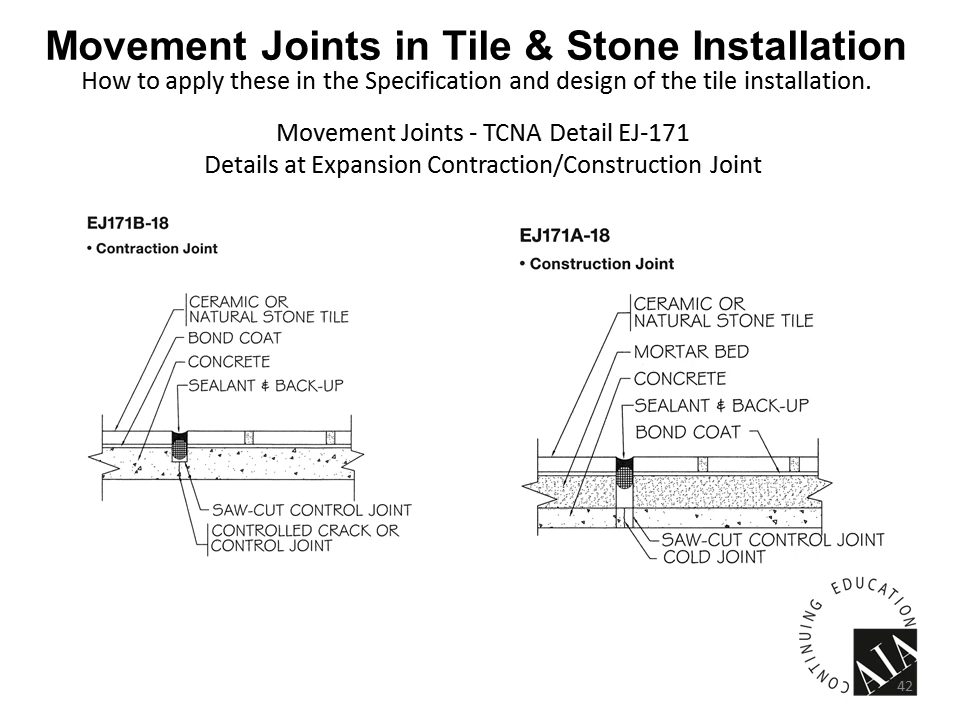 Movement Joints in Tile & Stone Installation
How to apply these in the Specification and design of the tile installation.
Movement Joints - TCNA Detail EJ-171
Details at Expansion Contraction/Construction Joint
EJ171B-18
• Contraction Joint
CERAMIC OR
NATURAL STONE TILE
BOND COAT
CONCRETE
SEALANT & BACK-UP
SAW-CUT CONTROL JOINT
CONTROLLED CRACK OR
CONTROL JOINT
EJ171A-18
• Construction Joint
CERAMIC OR
NATURAL STONE TILE
MORTAR BED
CONCRETE
SEALANT & BACK-UP
BOND COAT
SAW-CUT CONTROL JOINT
COLD JOINT
CONTINUING EDUCATION
AIA
42